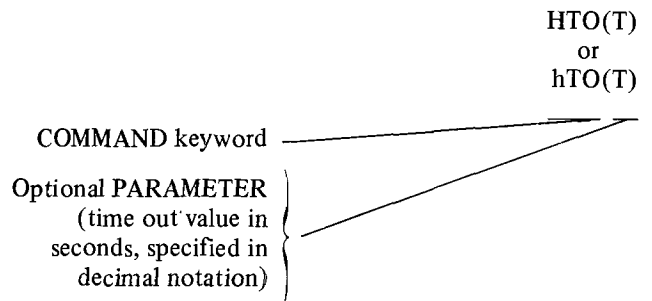 HTO(T)
or
hTO(T)
COMMAND keyword
Optional PARAMETER
(time out value in
seconds, specified in
decimal notation)